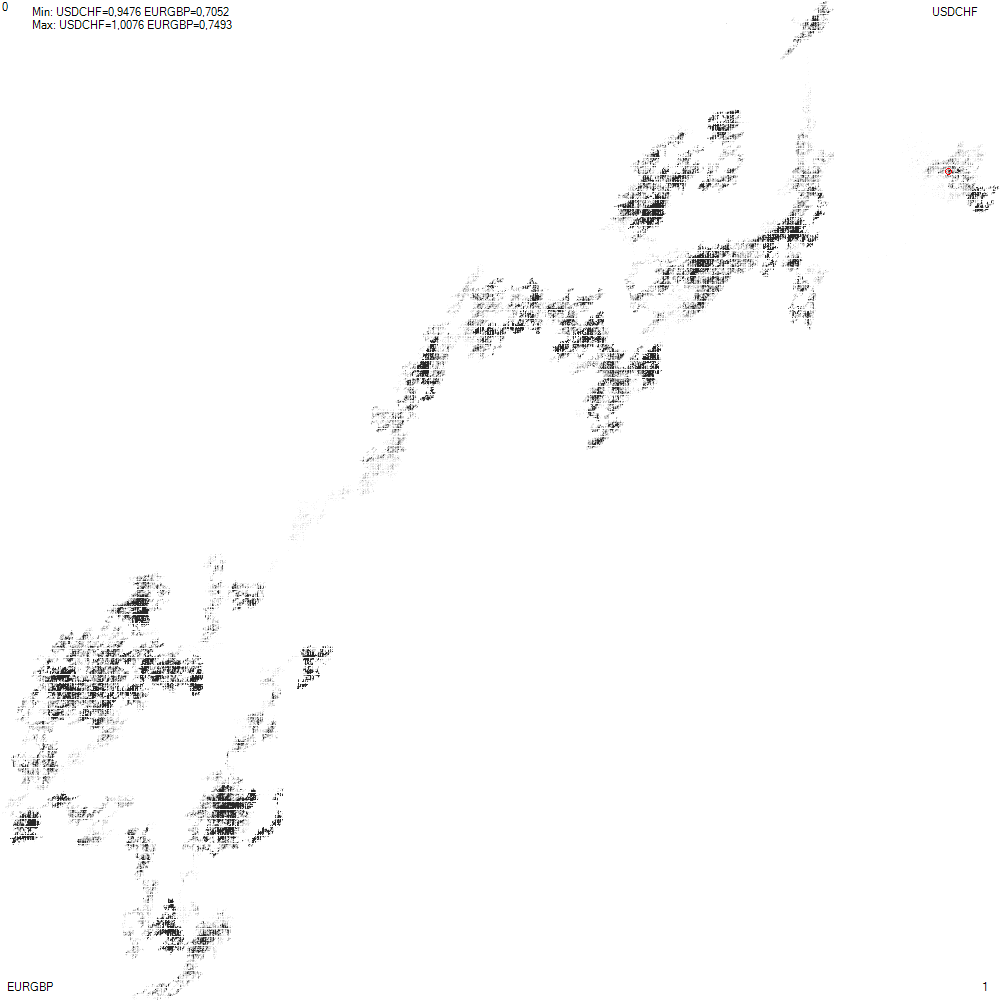 0
Min: USDCHF=0,9476 EURGBP=0,7052
Max: USDCHF=1,0076 EURGBP=0,7493
USDCHF
EURGBP
1